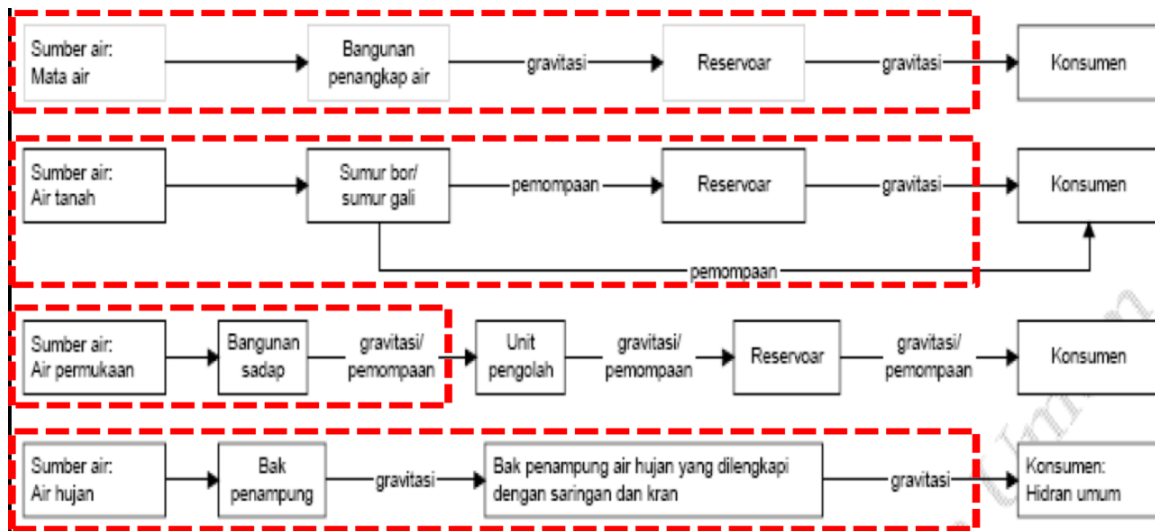 Sumber air:
Mata air
Bangunan
penangkap air
gravitasi
Reservoar
gravitasi
Konsumen
Sumber air:
Air tanah
Sumur bor/
sumur gali
pemompaan
Reservoar
gravitasi
Konsumen
pemompaan
Sumber air:
Air permukaan
Bangunan
sadap
gravitasi/
pemompaan
Unit
pengolah
gravitasi/
pemompaan
Reservoar
gravitasi/
pemompaan
Konsumen
Sumber air:
Air hujan
Bak
penampung
gravitasi
Bak penampung air hujan yang dilengkapi
dengan saringan dan kran
gravitasi
Konsumen:
Hidran umum